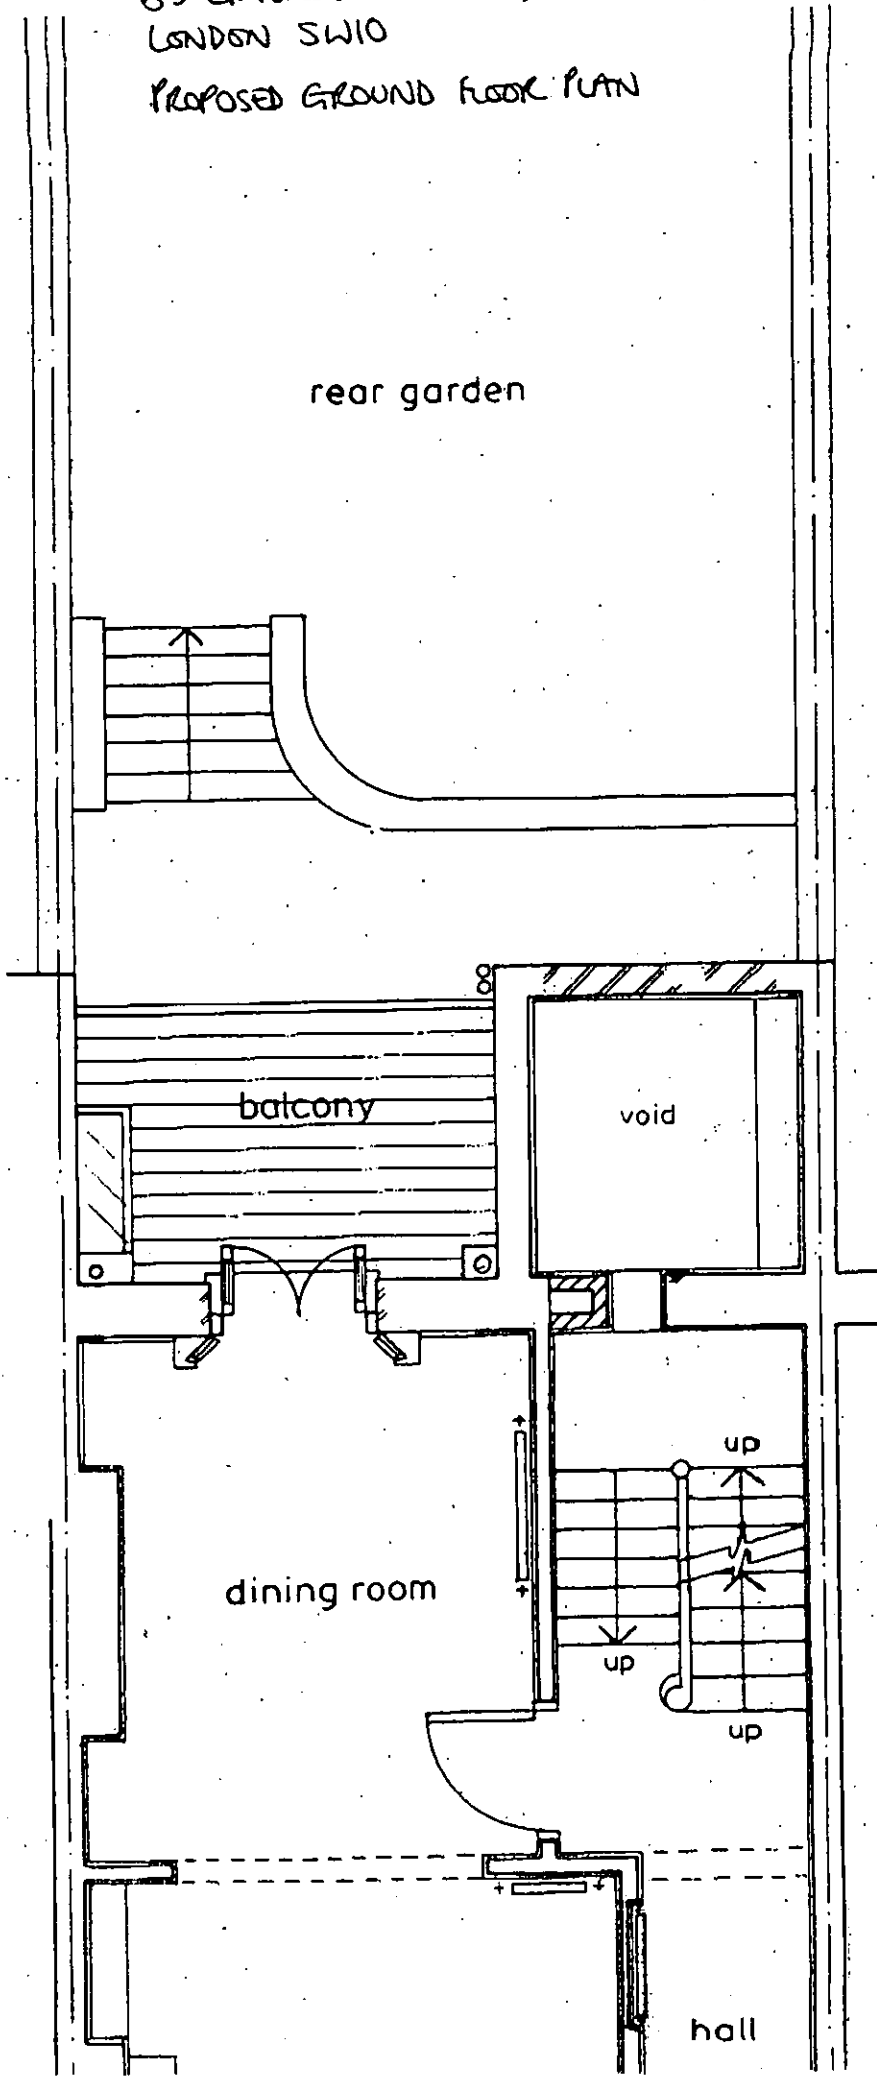 LONDON SW10
PROPOSED GROUND FLOOR PLAN
rear garden
balcony
void
up
dining room
up
up
hall